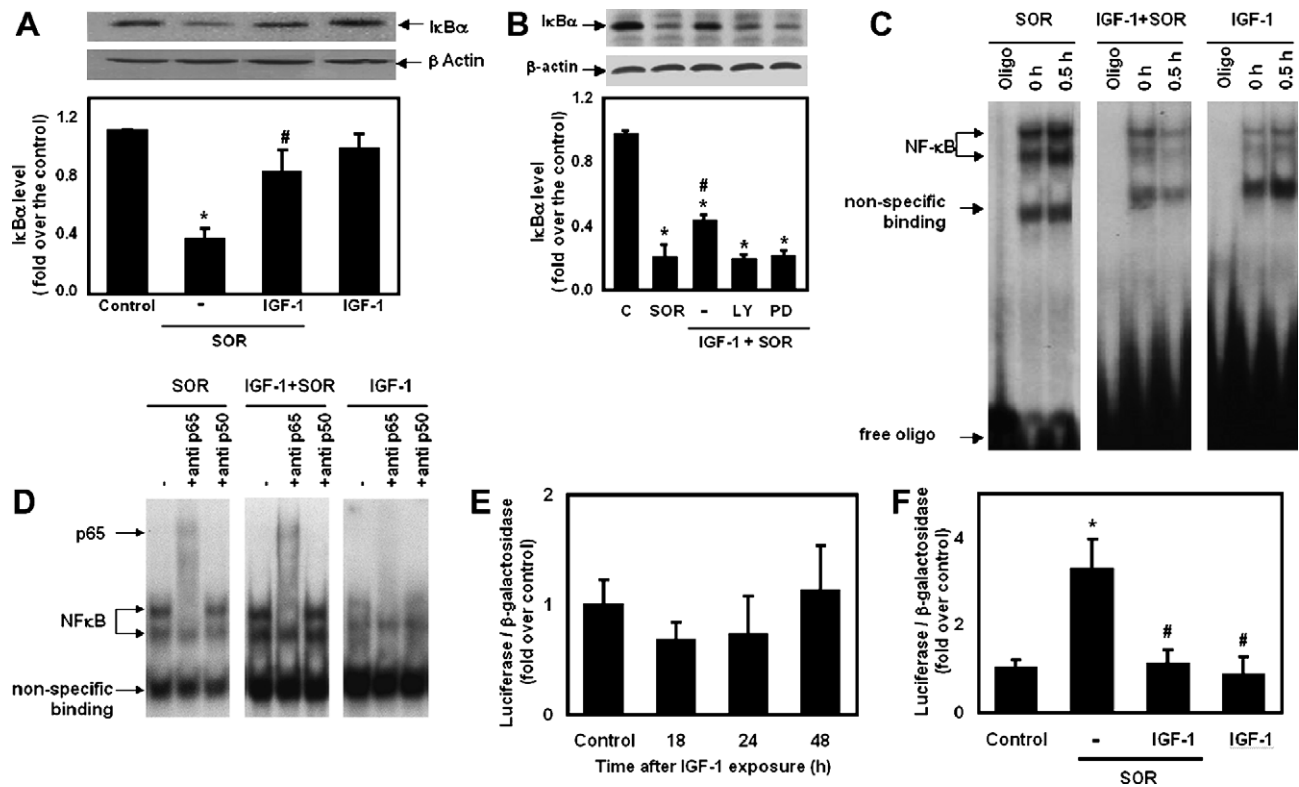 A
IκBα
β Actin
IκBα level
( fold over the control)
1.2
0.8
0.4
0.0
Control
-
IGF-1
IGF-1
SOR
*
#
B
IκBα
β-actin
IκBα level
( fold over the control)
1.2
0.8
0.4
0.0
*
#
*
*
*
C
SOR
-
LY
PD
IGF-1 + SOR
C
SOR
IGF-1+SOR
IGF-1
Oligo
0 h
0.5 h
Oligo
0 h
0.5 h
Oligo
0 h
0.5 h
NF-κB
non-specific
binding
free oligo
D
SOR
IGF-1+SOR
IGF-1
-
+anti p65
+anti p50
-
+anti p65
+anti p50
-
+anti p65
+anti p50
p65
NFκB
non-specific
binding
E
Luciferase / β-galactosidase
(fold over control)
2
1
0
Control
18
24
48
Time after IGF-1 exposure (h)
F
Luciferase / β-galactosidase
(fold over control)
4
2
0
*
#
#
Control
-
IGF-1
IGF-1
SOR